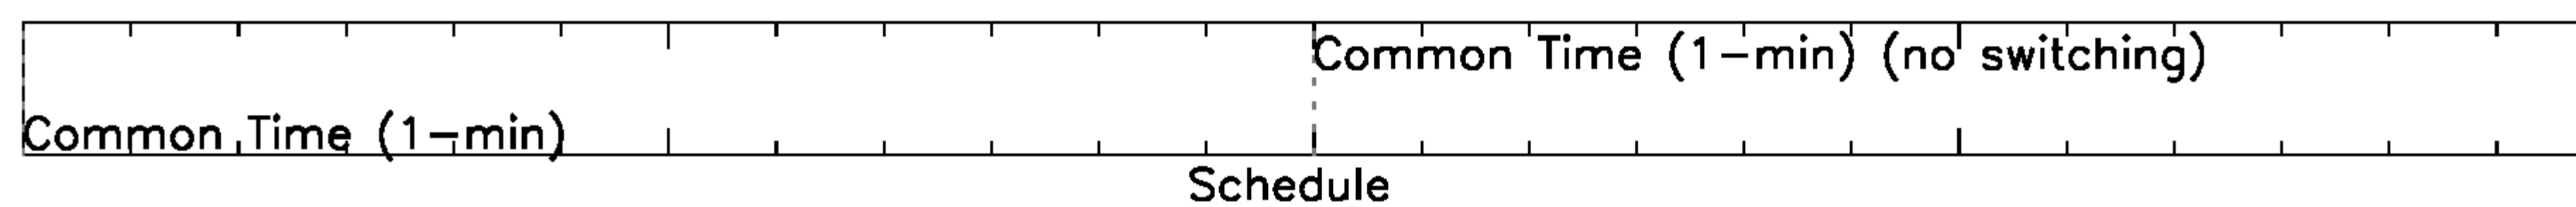 Common Time (1-min) (no switching)
Common Time (1-min)
Schedule